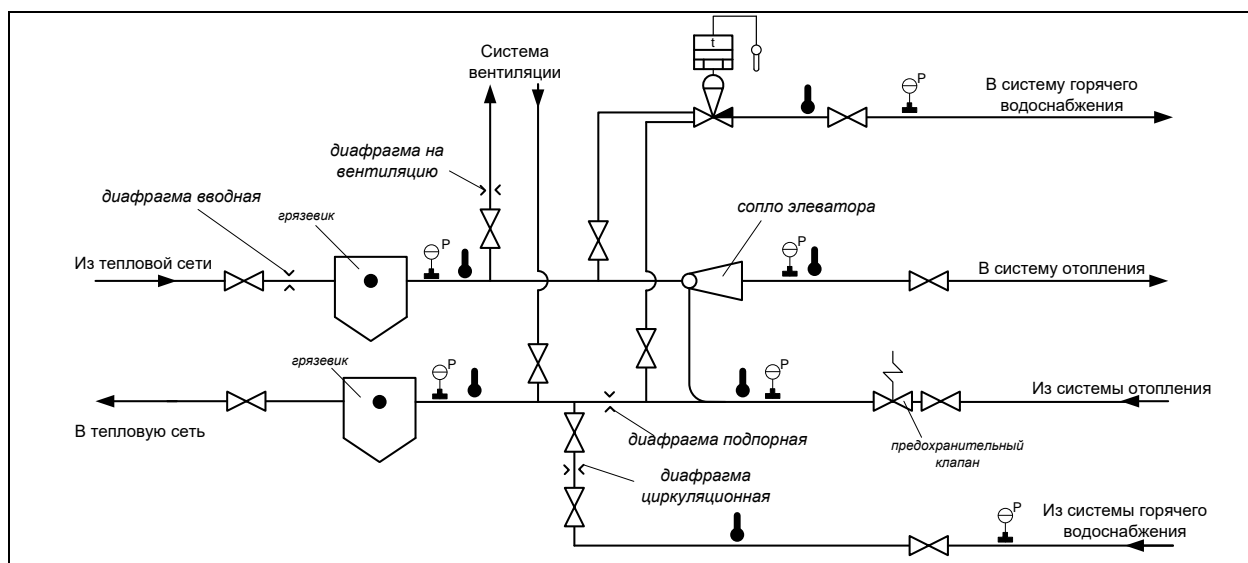 Система
вентиляции
t
P
В систему горячего
водоснабжения
диафрагма на
вентиляцию
диафрагма вводная
грязевик
сопло элеватора
P
P
Из тепловой сети
В систему отопления
грязевик
P
P
Из системы отопления
В тепловую сеть
диафрагма подпорная
предохранительный
клапан
диафрагма
циркуляционная
P
Из системы горячего
водоснабжения